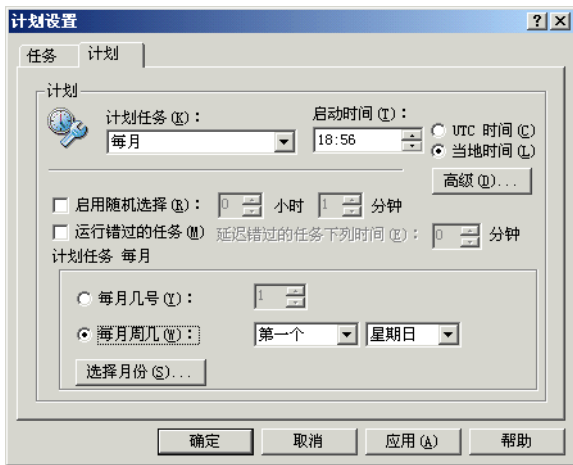 计划设置
任务 计划
计划
计划任务(K)： 启动时间(T)：
每月 18:56 UTC 时间(C)
当地时间(L)
高级(D)...
启用随机选择(R)： 0 小时 1 分钟
运行错过的任务(M) 延迟错过的任务下列时间(E)： 0 分钟
计划任务 每月
每月几号(Y)： 1
每月周几(W)： 第一个 星期日
选择月份(S)...
确定 取消 应用(A) 帮助